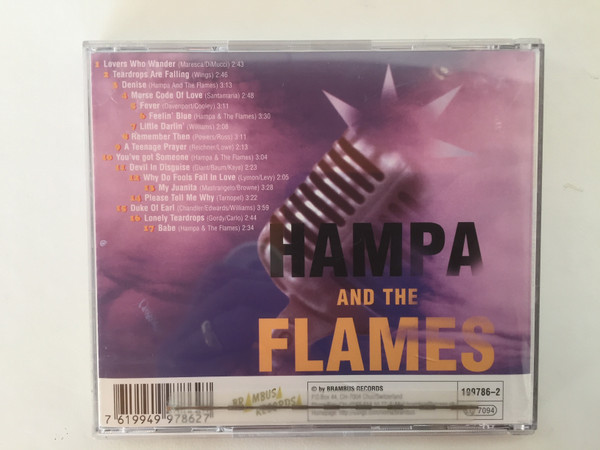 1 Lovers Who Wander (Maresca/DiMucci) 2:43
2 Teardrops Are Falling (Wings) 2:46
3 Denise (Hampa And The Flames) 3:13
4 Morse Code Of Love (Santamaria) 2:48
5 Fever (Davenport/Cooley) 3:11
6 Feelin' Blue (Hampa & The Flames) 3:30
7 Little Darlin' (Williams) 3:08
8 Remember Then (Powers/Ross) 3:11
9 A Teenage Prayer (Reichner/Lowe) 2:13
10 You've got Someone (Hampa & The Flames) 3:04
11 Devil In Disguise (Giant/Baum/Kaye) 2:23
12 Why Do Fools Fall In Love (Lymon/Levy) 2:05
13 My Juanita (Mastrangelo/Browne) 3:28
14 Please Tell Me Why (Tarnopol) 3:22
15 Duke Of Earl (Chandler/Edwards/Williams) 3:59
16 Lonely Teardrops (Gordy/Carlo) 2:44
17 Babe (Hampa & The Flames) 2:34
HAMPA
AND THE
FLAMES
BRAMBUS
RECORDS
© by BRAMBUS RECORDS
199786-2
7094
7 619949 978627